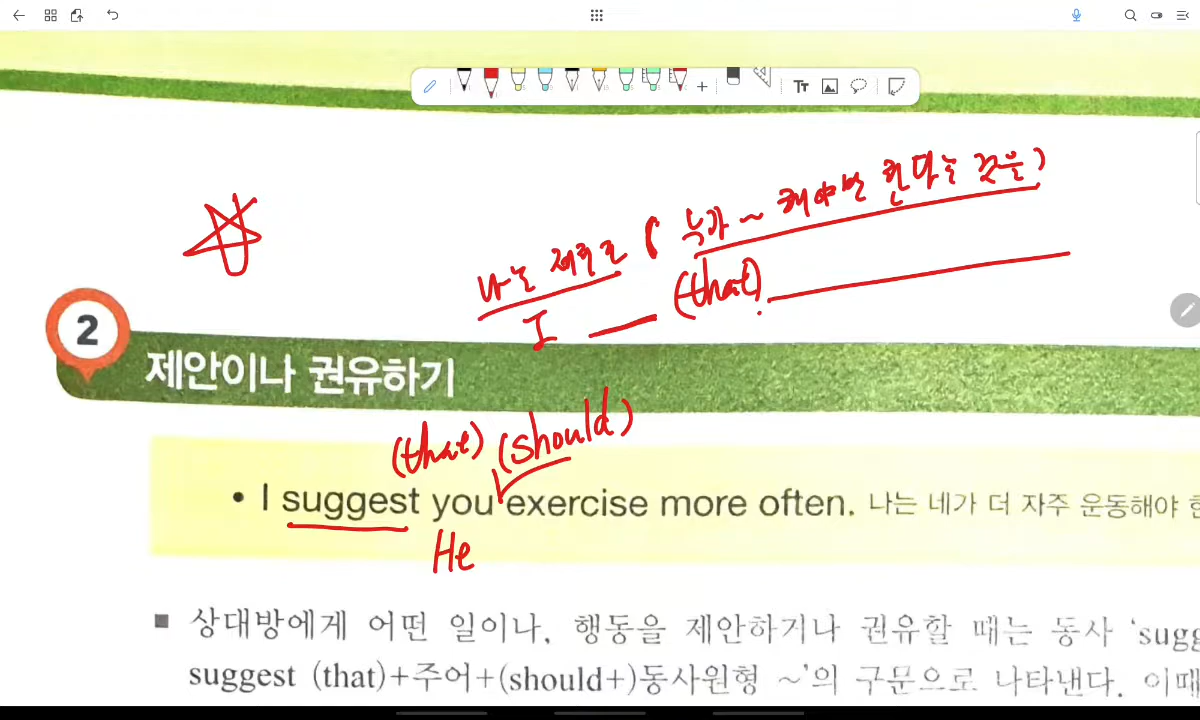 누가 ~ 해야만 한다는 것을
나는 제안한다
(that)
I
2
제안이나 권유하기
(that) (should)
• I suggest you exercise more often. 나는 네가 더 자주 운동해야 한
He
■ 상대방에게 어떤 일이나, 행동을 제안하거나 권유할 때는 동사 ‘sugg
suggest (that)+주어+(should+)동사원형 ~’의 구문으로 나타낸다. 이때